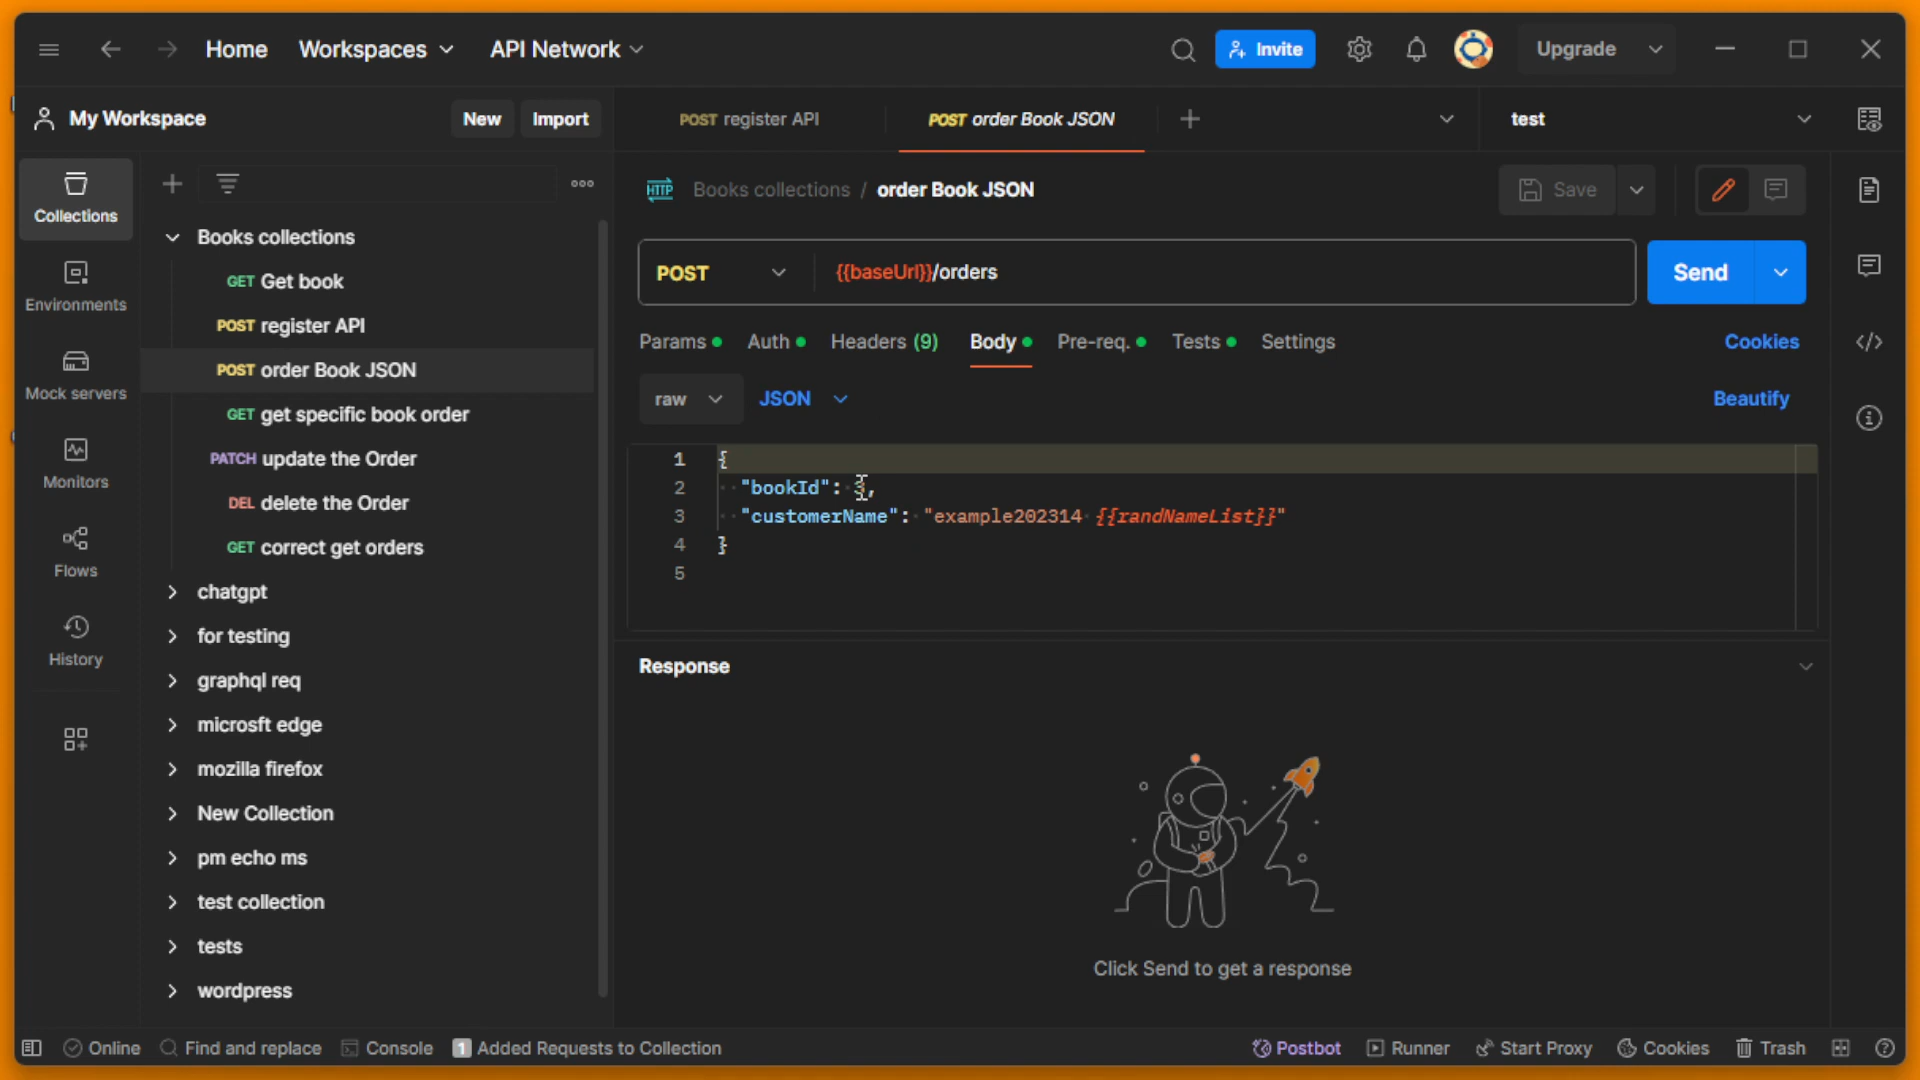 Home
Workspaces
API Network
Invite
Upgrade
My Workspace
New
Import
POST register API
POST order Book JSON
test
Collections
Environments
Mock servers
Monitors
Flows
History
Books collections
GET Get book
POST register API
POST order Book JSON
GET get specific book order
PATCH update the Order
DEL delete the Order
GET correct get orders
chatgpt
for testing
graphql req
microsft edge
mozilla firefox
New Collection
pm echo ms
test collection
tests
wordpress
HTTP Books collections / order Book JSON
Save
POST
{{baseUrl}}/orders
Send
Params
Auth
Headers (9)
Body
Pre-req.
Tests
Settings
Cookies
raw
JSON
Beautify
1 {
2 "bookId": 3,
3 "customerName": "example202314 {{randNameList}}"
4 }
5
Response
Click Send to get a response
Online
Find and replace
Console
1 Added Requests to Collection
Postbot
Runner
Start Proxy
Cookies
Trash